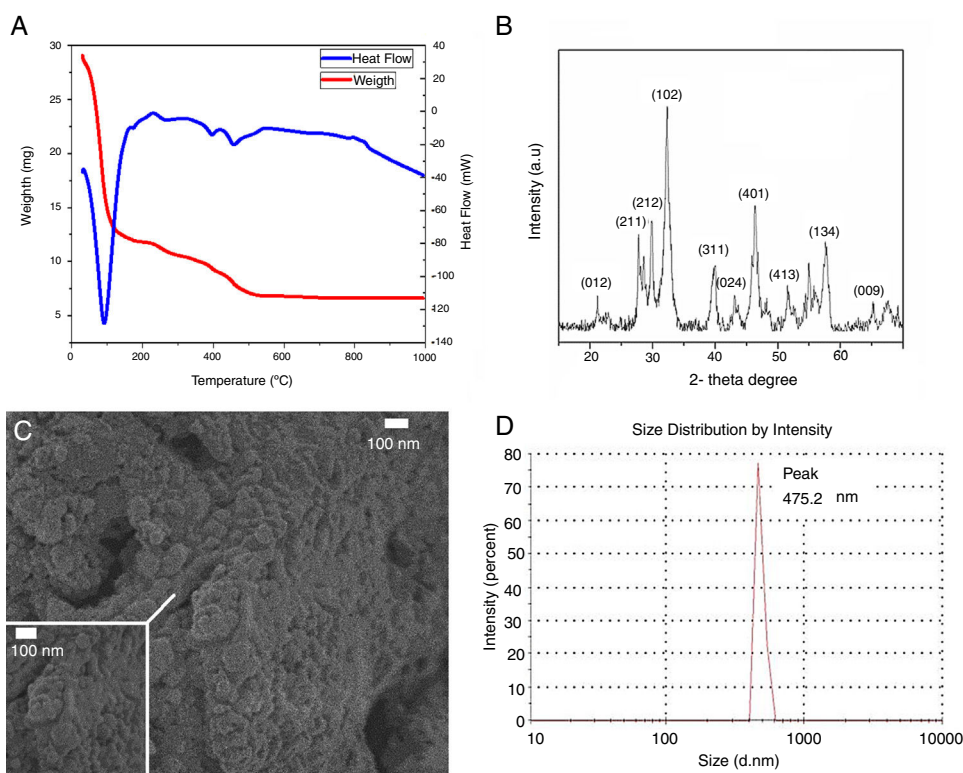 A
30
25
20
15
10
5
Weighth (mg)
0
200
400
600
800
1000
Temperature (ºC)
40
20
0
−20
−40
−60
−80
−100
−120
−140
Heat Flow (mW)
Heat Flow
Weigth
B
Intensity (a.u)
(012)
(211)
(212)
(102)
(311)
(024)
(401)
(413)
(134)
(009)
20
30
40
50
60
2- theta degree
C
100 nm
100 nm
D
Size Distribution by Intensity
Peak
475.2 nm
80
70
60
50
40
30
20
10
0
Intensity (percent)
10
100
1000
10000
Size (d.nm)